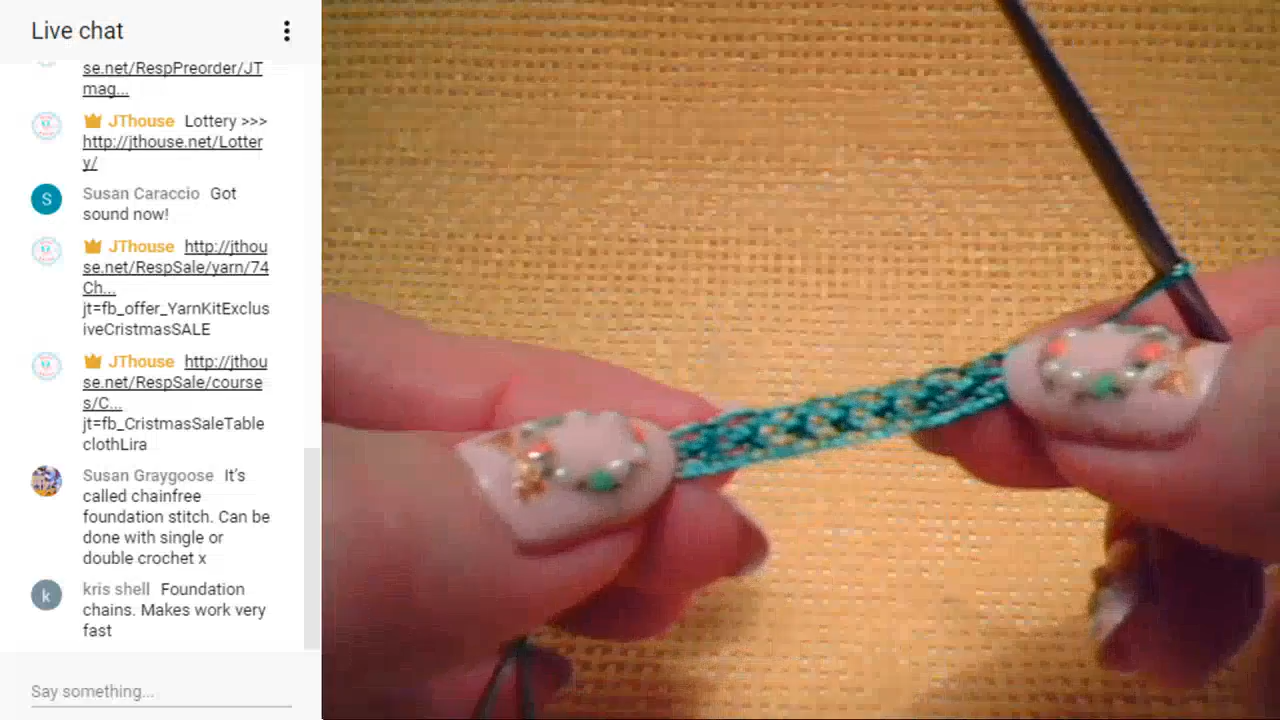 Live chat
se.net/RespPreorder/JT
mag...
JThouse Lottery >>>
http://jthouse.net/Lotter
y/
S
Susan Caraccio Got
sound now!
JThouse http://jthou
se.net/RespSale/yarn/74
Ch...
jt=fb_offer_YarnKitExclus
iveCristmasSALE
JThouse http://jthou
se.net/RespSale/course
s/C...
jt=fb_CristmasSaleTable
clothLira
Susan Graygoose It's
called chainfree
foundation stitch. Can be
done with single or
double crochet x
k
kris shell Foundation
chains. Makes work very
fast
Say something...